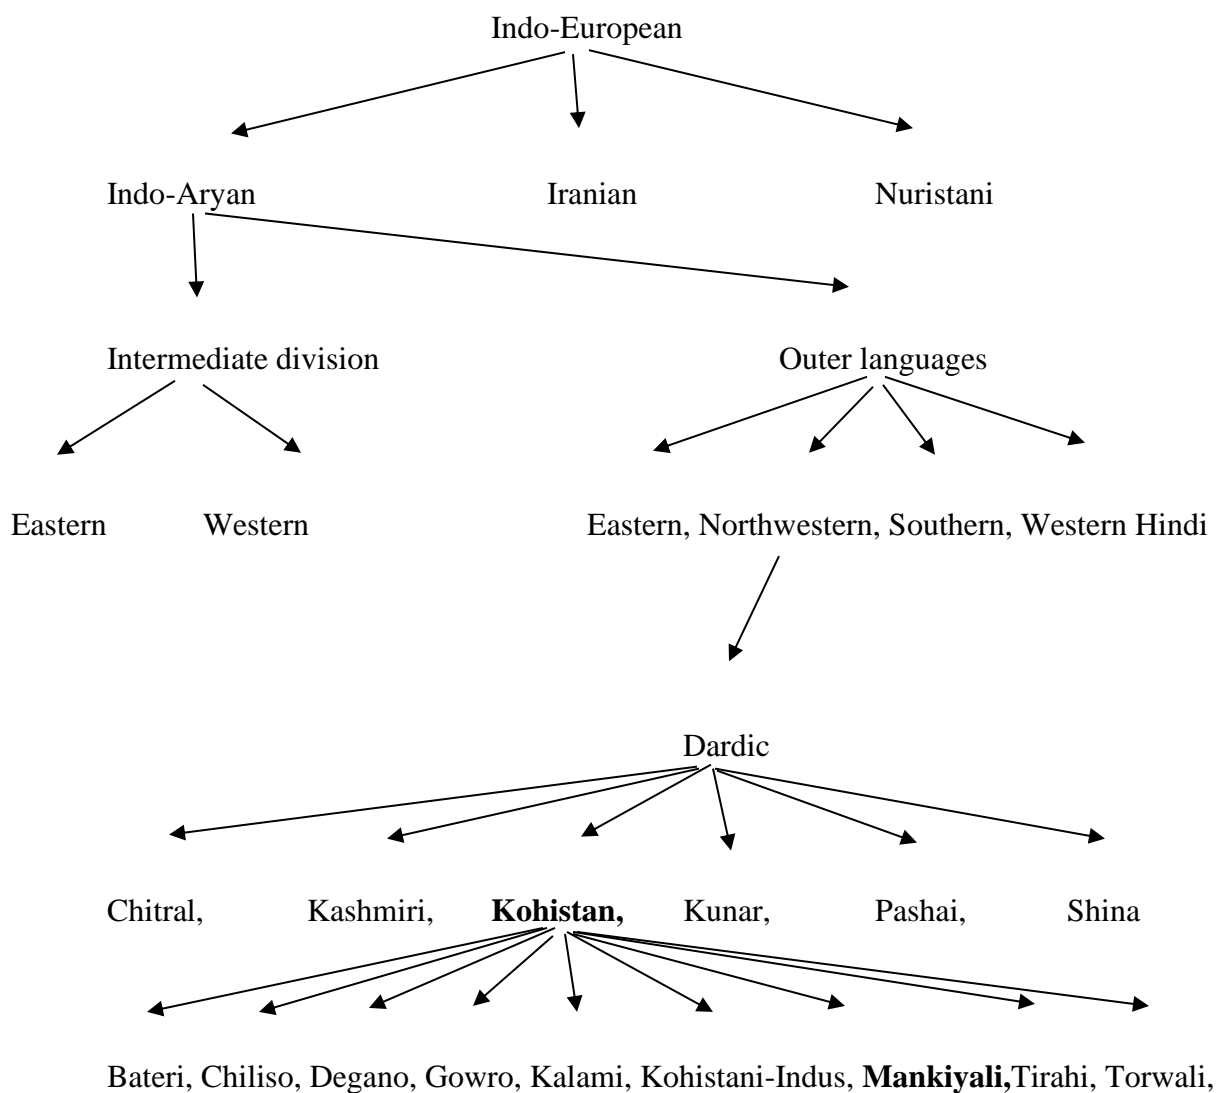 Indo-European
Indo-Aryan Iranian Nuristani
Intermediate division Outer languages
Eastern Western Eastern, Northwestern, Southern, Western Hindi
Dardic
Chitral, Kashmiri, Kohistan, Kunar, Pashai, Shina
Bateri, Chiliso, Degano, Gowro, Kalami, Kohistani-Indus, Mankiyali,Tirahi, Torwali,